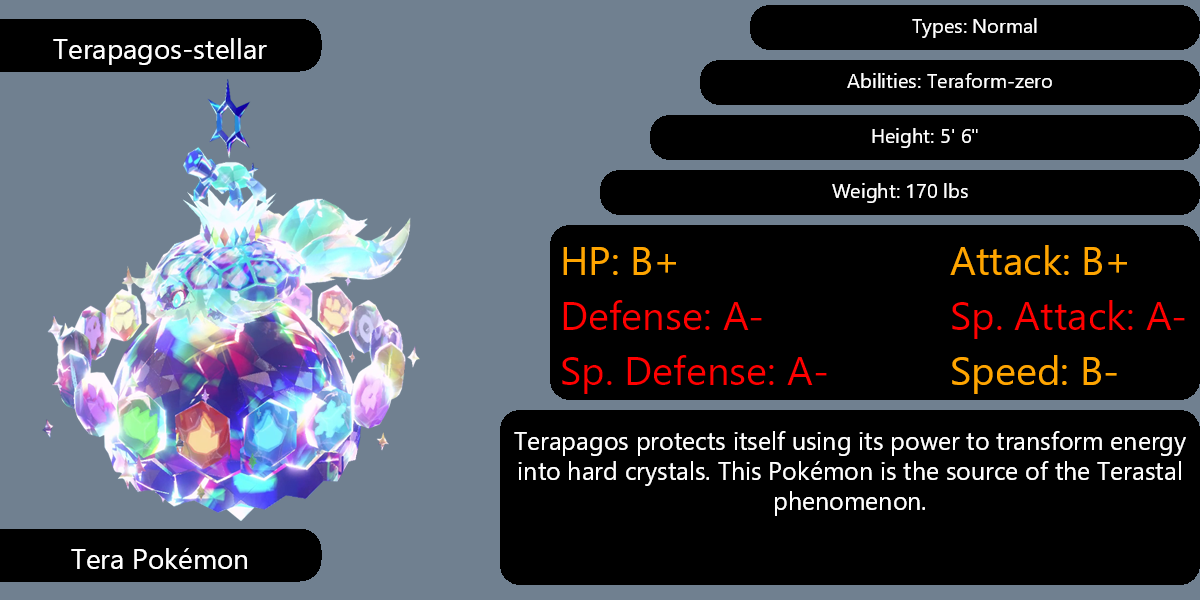 Terapagos-stellar
Types: Normal
Abilities: Teraform-zero
Height: 5' 6"
Weight: 170 lbs
HP: B+
Attack: B+
Defense: A-
Sp. Attack: A-
Sp. Defense: A-
Speed: B-
Terapagos protects itself using its power to transform energy
into hard crystals. This Pokémon is the source of the Terastal
phenomenon.
Tera Pokémon